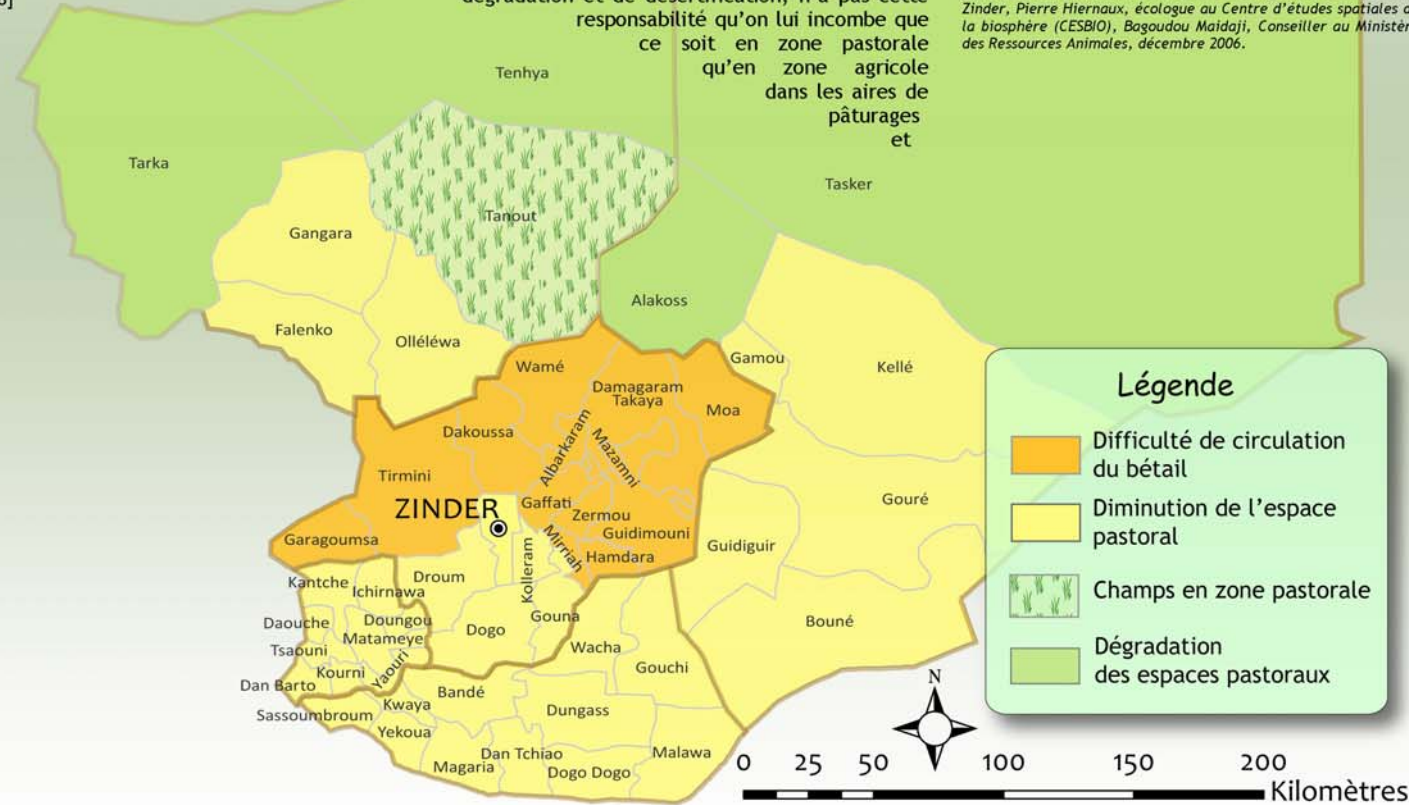 dégradation et de désertification, n'a pas cette
responsabilité qu'on lui incombe que
ce soit en zone pastorale
qu'en zone agricole
dans les aires de
pâturages
et
Zinder, Pierre Hiernaux, écologue au Centre d'études spatiales
la biosphère (CESBIO), Bagoudou Maidaji, Conseiller au
des Ressources Animales, décembre 2006.
Tenhya
Tarka
Tasker
Tanout
Gangara
Alakoss
Falenko
Olléléwa
Wamé
Gamou
Kellé
Damagaram
Takaya
Moa
Dakoussa
Albarkaram
Mazamni
Tirmini
ZINDER
Gaffati
Zermou
Gouré
Garagoumsa
Mirriah
Guidimouni
Hamdara
Guidiguir
Kantche
Ichirnawa
Droum
Kolleram
Daouche
Doungou
Matameye
Dogo
Gouna
Bouné
Tsaouni
Kourni
Yaouri
Wacha
Gouchi
Dan Barto
Bandé
Sassoumbroum
Kwaya
Dungass
Yekoua
Magaria
Dan Tchiao
Dogo Dogo
Malawa
Légende
Difficulté de circulation
du bétail
Diminution de l'espace
pastoral
Champs en zone pastorale
Dégradation
des espaces pastoraux
N
0 25 50 100 150 200
Kilomètres